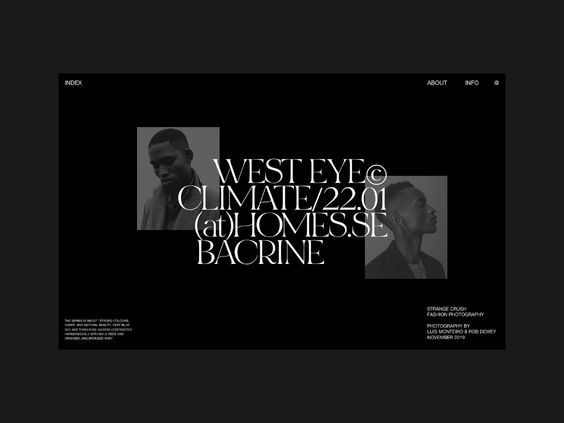 INDEX
ABOUT
INFO
@
WEST EYE©
CLIMATE/22.01
(at)HOMES.SE
BACRINE
THE SERIES IS ABOUT "STRONG COLOURS,
SHAPE, AND NATURAL BEAUTY. DEEP BLUE
SKY AND TURQUOISE WATERS CONTRASTED
HARMONIOUSLY WITH BOLD REDS AND
ORANGES, AND BRONZED SKIN"
STRANGE CRUSH
FASHION PHOTOGRAPHY
PHOTOGRAPHY BY
LUIS MONTEIRO & ROB DEWEY
NOVEMBER 2019